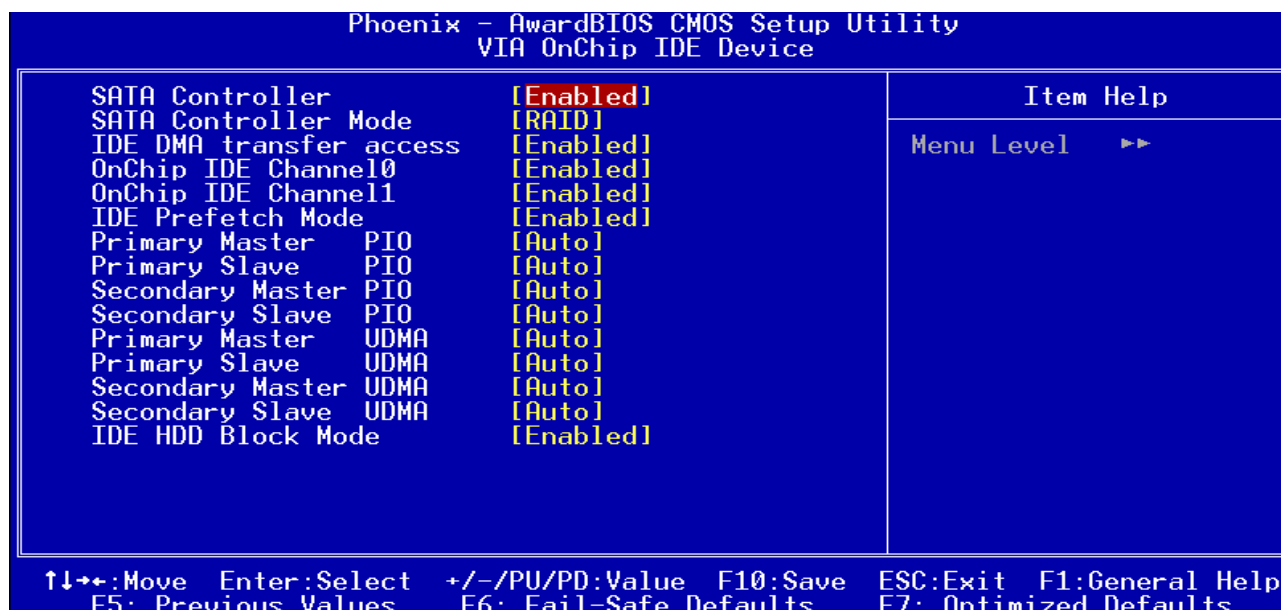 Phoenix - AwardBIOS CMOS Setup Utility
VIA OnChip IDE Device
SATA Controller [Enabled]
SATA Controller Mode [RAID]
IDE DMA transfer access [Enabled]
OnChip IDE Channel0 [Enabled]
OnChip IDE Channel1 [Enabled]
IDE Prefetch Mode [Enabled]
Primary Master PIO [Auto]
Primary Slave PIO [Auto]
Secondary Master PIO [Auto]
Secondary Slave PIO [Auto]
Primary Master UDMA [Auto]
Primary Slave UDMA [Auto]
Secondary Master UDMA [Auto]
Secondary Slave UDMA [Auto]
IDE HDD Block Mode [Enabled]
Item Help
Menu Level ►►
↑↓→←:Move Enter:Select +/-/PU/PD:Value F10:Save ESC:Exit F1:General Help
F5: Previous Values F6: Fail-Safe Defaults F7: Optimized Defaults